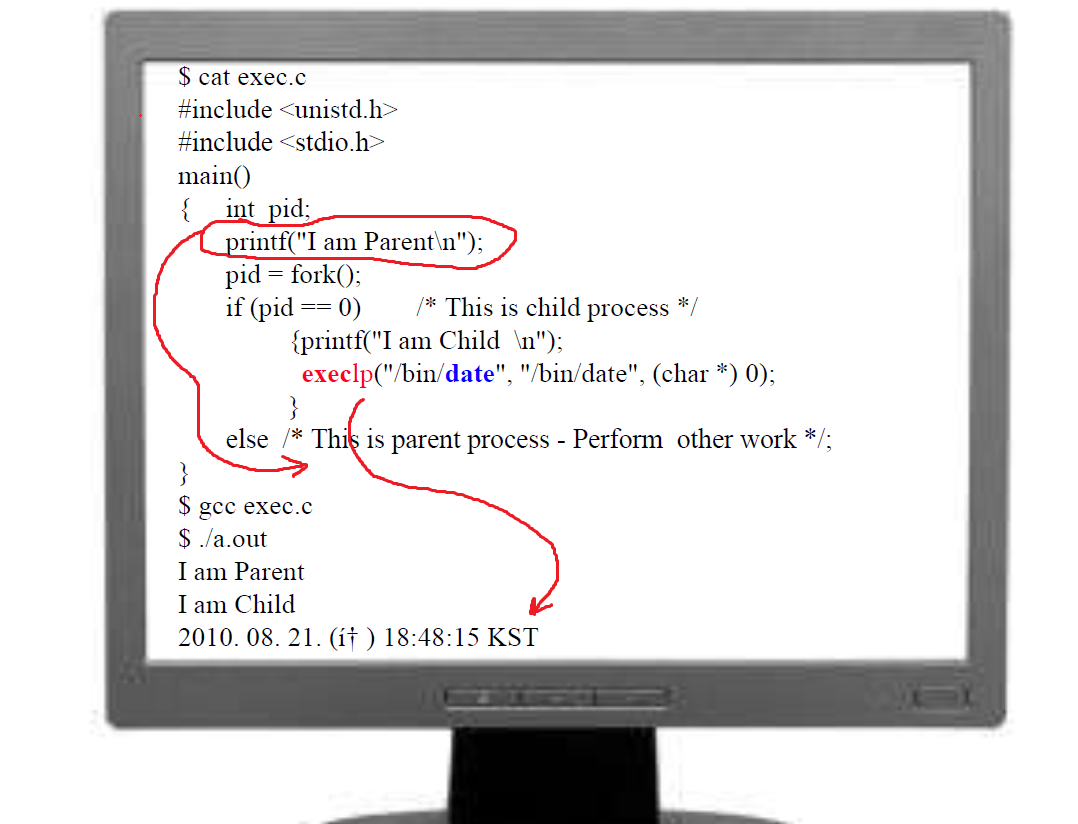 $ cat exec.c
#include <unistd.h>
#include <stdio.h>
main()
{ int pid;
printf("I am Parent\n");
pid = fork();
if (pid == 0) /* This is child process */
{printf("I am Child \n");
execlp("/bin/date", "/bin/date", (char *) 0);
}
else /* This is parent process - Perform other work */;
}
$ gcc exec.c
$ ./a.out
I am Parent
I am Child
2010. 08. 21. (í† ) 18:48:15 KST